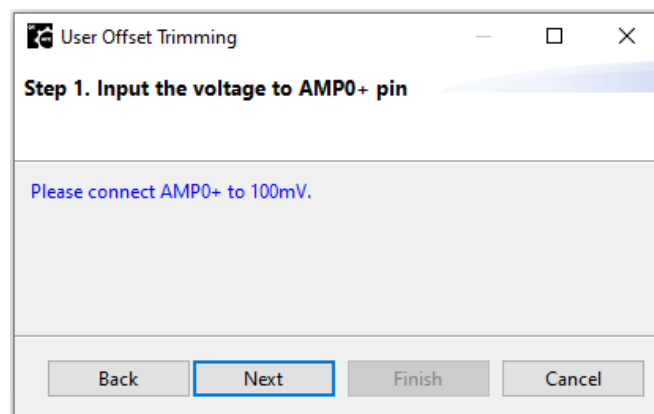 User Offset Trimming
Step 1. Input the voltage to AMP0+ pin
Please connect AMP0+ to 100mV.
Back
Next
Finish
Cancel